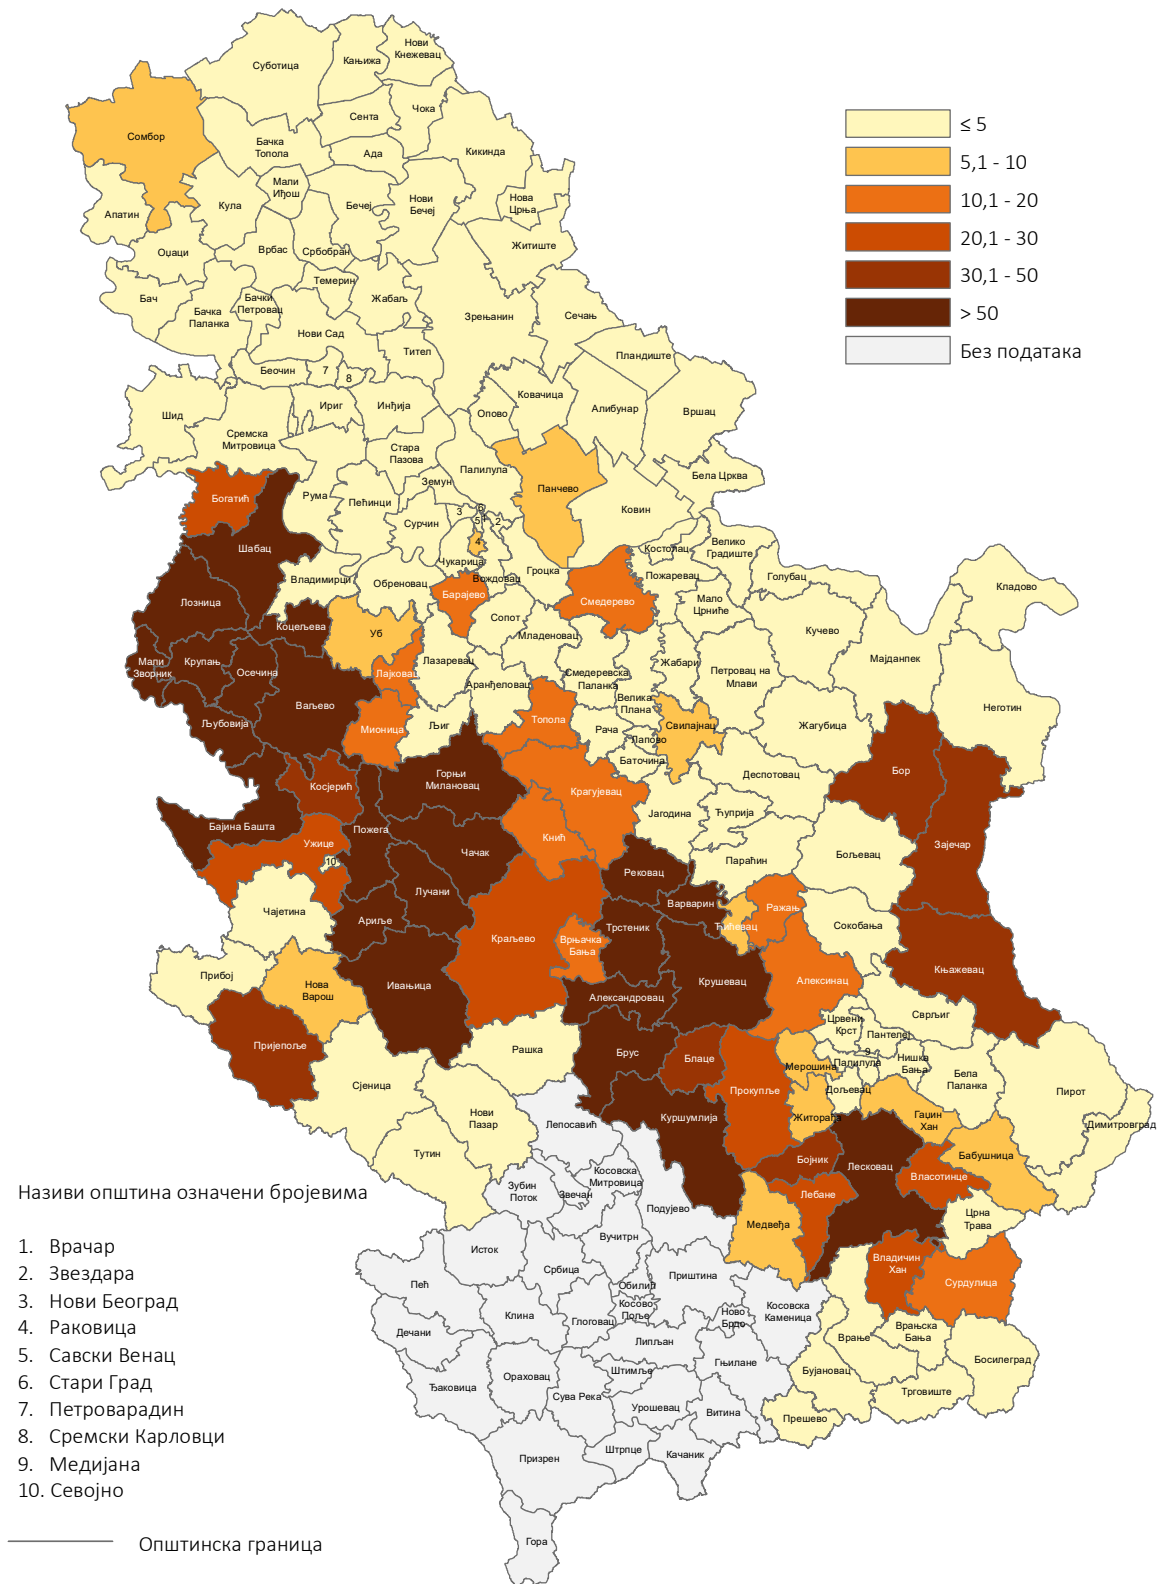 Нови
Кнежевац
Суботица
Кањижа
Чока
Сента
Сомбор
Бачка
Топола
Ада
Кикинда
Мали
Иђош
Апатин
Кула
Бечеј
Нови
Бечеј
Нова
Црња
Оџаци
Врбас
Србобран
Житиште
Темерин
Бач
Бачка
Паланка
Бачки
Петровац
Жабаљ
Зрењанин
Сечањ
Нови Сад
Тител
Пландиште
Беочин
7
8
Шид
Сремска
Митровица
Ириг
Инђија
Опово
Ковачица
Алибунар
Вршац
Стара
Пазова
Палилула
Бела Црква
Земун
Панчево
Богатић
Рума
Пећинци
Сурчин
3
6
1
5
2
4
Ковин
Шабац
Чукарица
Костолац
Велико
Градиште
Владимирци
Обреновац
Вождовац
Гроцка
Пожаревац
Голубац
Кладово
Барајево
Смедерево
Мало
Црниће
Лозница
Коцељева
Сопот
Младеновац
Кучево
Уб
Мали
Зворник
Крупањ
Осечина
Лајковац
Лазаревац
Аранђеловац
Смедеревска
Паланка
Жабари
Петровац на
Млави
Мајданпек
Ваљево
Велика
Плана
Неготин
Љубовија
Мионица
Љиг
Топола
Рача
Лапово
Свилајнац
Жагубица
Баточина
Бор
Косјерић
Горњи
Милановац
Деспотовац
Крагујевац
Јагодина
Ћуприја
Бајина Башта
Пожега
Ужице
10
Чачак
Кнић
Зајечар
Параћин
Бољевац
Рековац
Лучани
Варварин
Ражањ
Чајетина
Ариље
Трстеник
Ћићевац
Сокобања
Краљево
Врњачка
Бања
Прибој
Нова
Варош
Ивањица
Крушевац
Алексинац
Књажевац
Александровац
Сврљиг
Пријепоље
Рашка
Брус
Блаце
Црвени
Крст
Пантелеј
9
Палилула
Нишка
Бања
Мерошина
Бела
Паланка
Сјеница
Прокупље
Дољевац
Пирот
Нови
Пазар
Лепосавић
Куршумлија
Житорађа
Гаџин
Хан
Димитровград
Тутин
Косовска
Митровица
Бојник
Лесковац
Бабушница
Зубин
Поток
Звечан
Лебане
Власотинце
Подујево
Медвеђа
Црна
Трава
Исток
Вучитрн
Србица
Приштина
Владичин
Хан
Сурдулица
Пећ
Обилић
Косово
Поље
Клина
Глоговац
Ново
Брдо
Косовска
Каменица
Дечани
Липљан
Врање
Врањска
Бања
Ђаковица
Ораховац
Штимље
Гњилане
Бујановац
Босилеград
Сува Река
Урошевац
Витина
Трговиште
Прешево
Призрен
Штрпце
Качаник
Гора
≤ 5
5,1 - 10
10,1 - 20
20,1 - 30
30,1 - 50
> 50
Без података
Називи општина означени бројевима
1. Врачар
2. Звездара
3. Нови Београд
4. Раковица
5. Савски Венац
6. Стари Град
7. Петроварадин
8. Сремски Карловци
9. Медијана
10. Севојно
Општинска граница